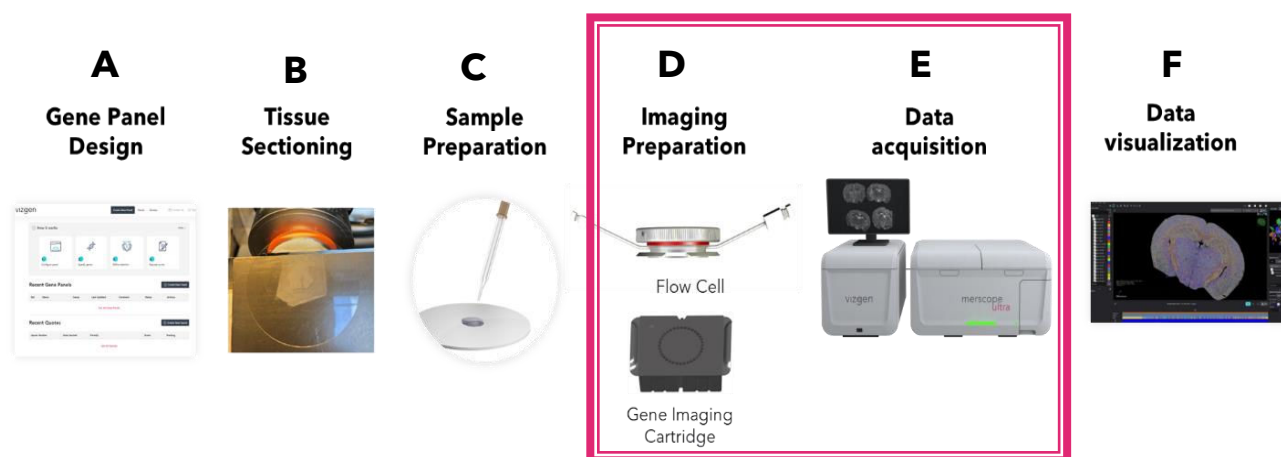 A
B
C
D
E
F
Gene Panel
Design
Tissue
Sectioning
Sample
Preparation
Imaging
Preparation
Data
acquisition
Data
visualization
vizgen
Recent Gene Panels
Recent Quotes
Flow Cell
Gene Imaging
Cartridge
vizgen
merscope
ultra